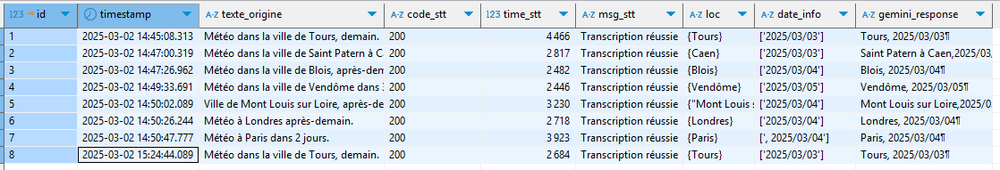 123 id A-Z timestamp A-Z texte_origine A-Z code_stt 123 time_stt A-Z msg_stt A-Z loc A-Z date_info A-Z gemini_response
1 2025-03-02 14:45:08.313 Météo dans la ville de Tours, demain. 200 4 466 Transcription réussie {Tours} ['2025/03/03'] Tours, 2025/03/03¶
2 2025-03-02 14:47:00.319 Météo dans la ville de Saint Patern à C 200 2 817 Transcription réussie {Caen} ['2025/03/03'] Saint Patern à Caen,2025/03/
3 2025-03-02 14:47:26.962 Météo dans la ville de Blois, après-dem 200 2 482 Transcription réussie {Blois} ['2025/03/04'] Blois, 2025/03/04¶
4 2025-03-02 14:49:33.691 Météo dans la ville de Vendôme dans 200 2 446 Transcription réussie {Vendôme} ['2025/03/05'] Vendôme, 2025/03/05¶
5 2025-03-02 14:50:02.089 Ville de Mont Louis sur Loire, après-de 200 3 230 Transcription réussie {"Mont Louis s ['2025/03/04'] Mont Louis sur Loire,2025/0
6 2025-03-02 14:50:26.244 Météo à Londres après-demain. 200 2 718 Transcription réussie {Londres} ['2025/03/04'] Londres, 2025/03/04¶
7 2025-03-02 14:50:47.777 Météo à Paris dans 2 jours. 200 3 923 Transcription réussie {Paris} [', 2025/03/04'] Paris, 2025/03/04¶
8 2025-03-02 15:24:44.089 Météo dans la ville de Tours, demain. 200 2 684 Transcription réussie {Tours} ['2025/03/03'] Tours, 2025/03/03¶